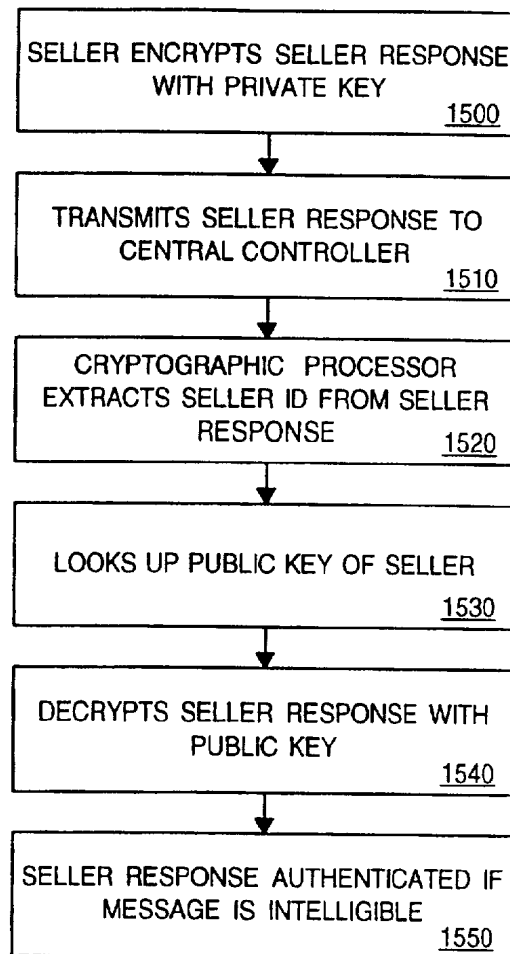 SELLER ENCRYPTS SELLER RESPONSE
WITH PRIVATE KEY
1500
TRANSMITS SELLER RESPONSE TO
CENTRAL CONTROLLER
1510
CRYPTOGRAPHIC PROCESSOR
EXTRACTS SELLER ID FROM SELLER
RESPONSE
1520
LOOKS UP PUBLIC KEY OF SELLER
1530
DECRYPTS SELLER RESPONSE WITH
PUBLIC KEY
1540
SELLER RESPONSE AUTHENTICATED IF
MESSAGE IS INTELLIGIBLE
1550